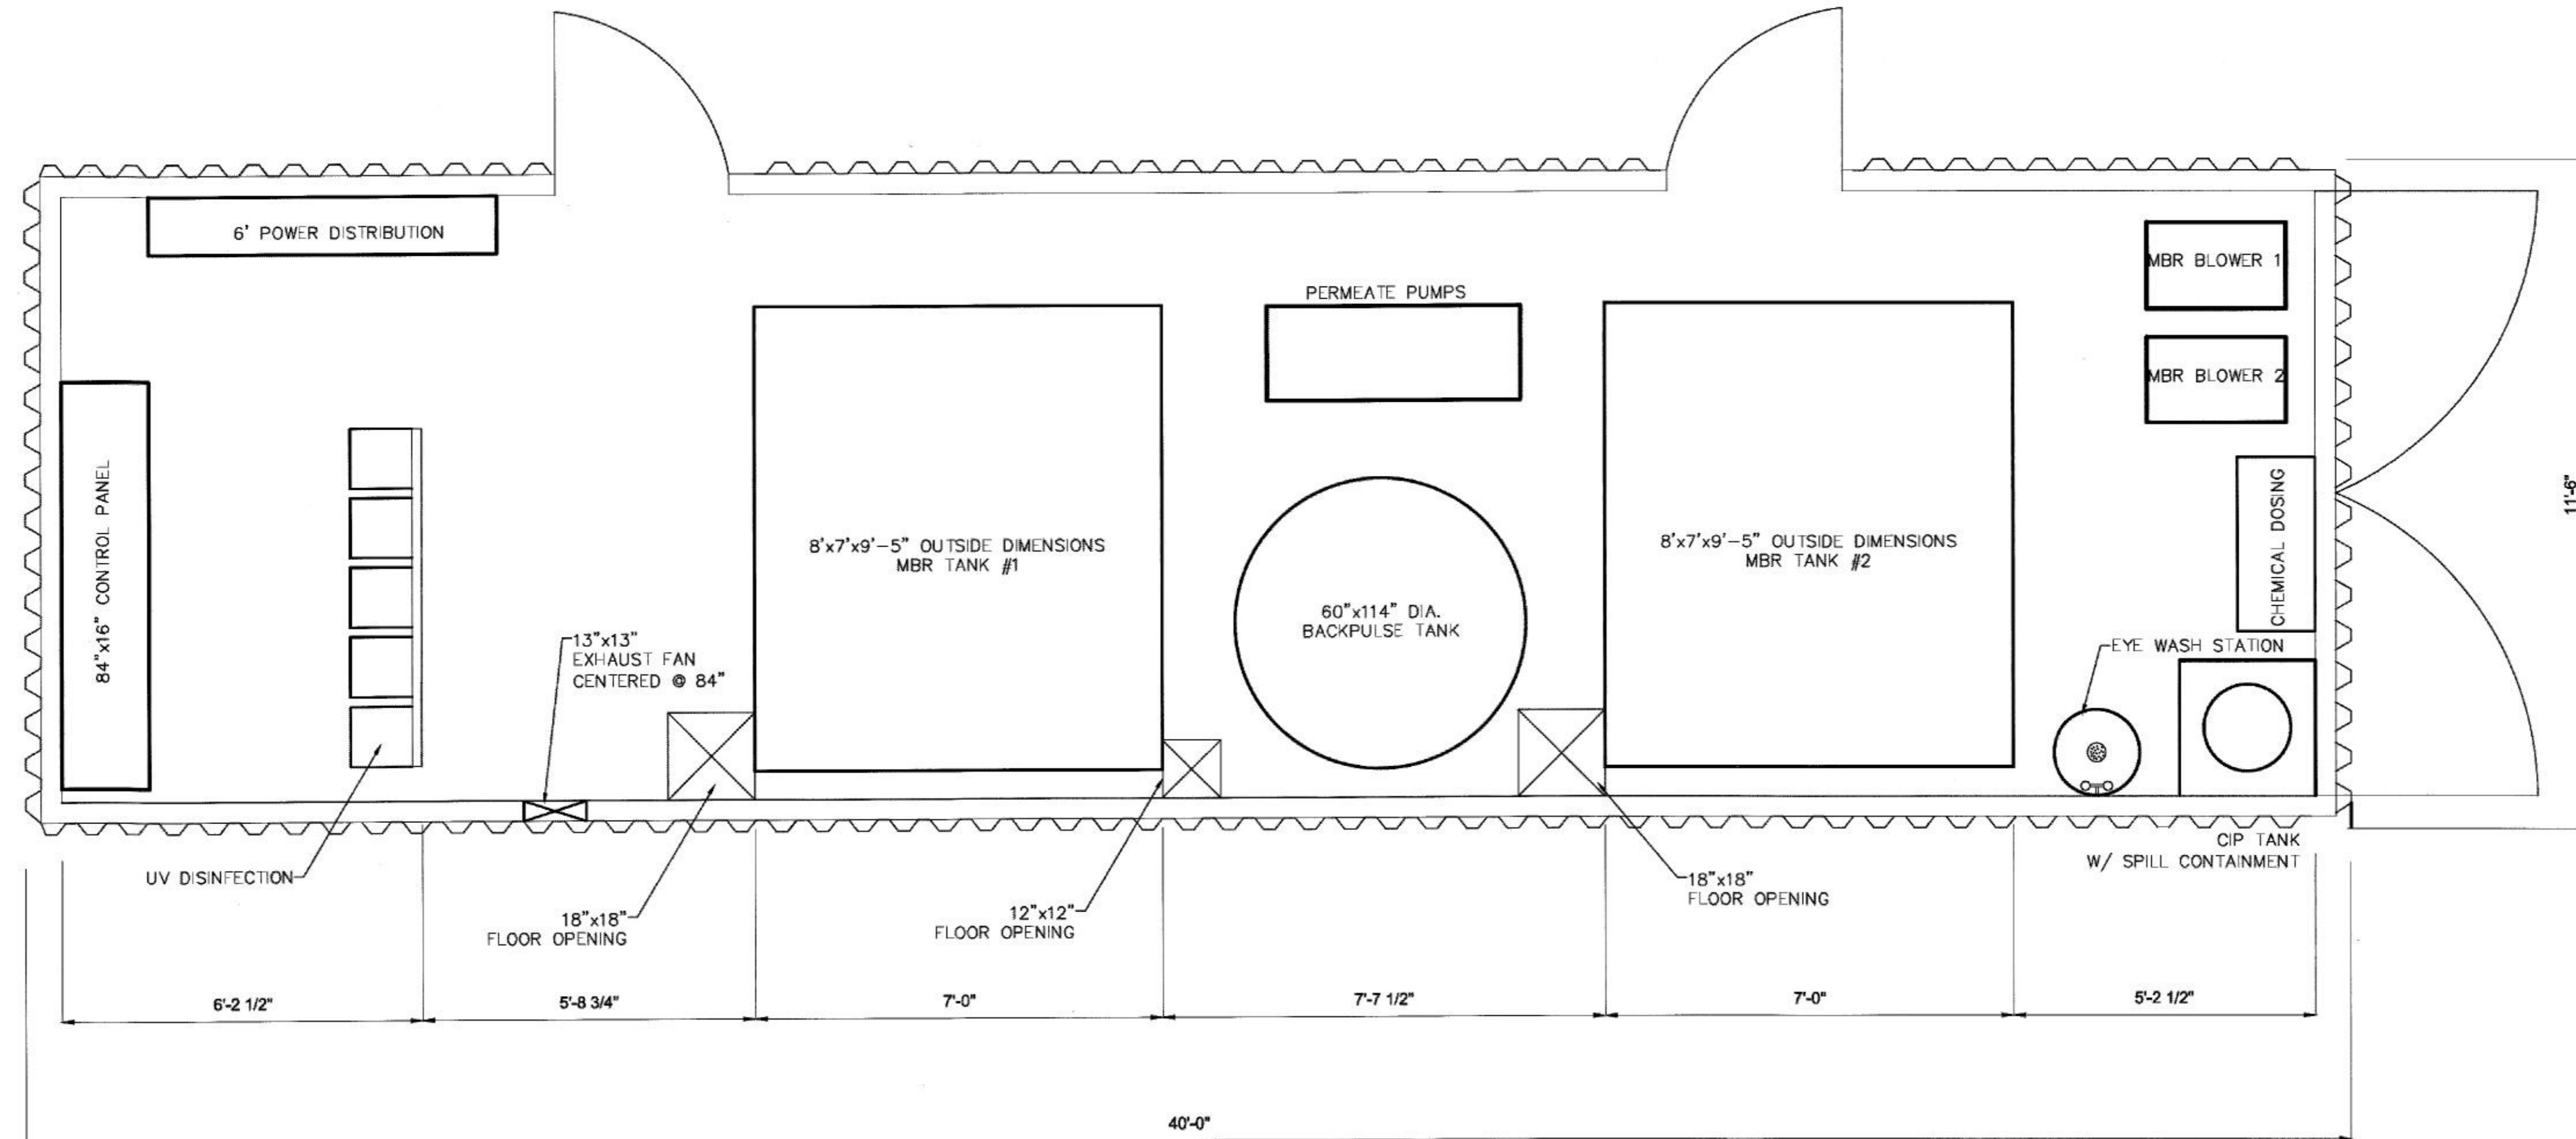 6' POWER DISTRIBUTION
MBR BLOWER 1
PERMEATE PUMPS
MBR BLOWER 2
84"x16" CONTROL PANEL
CHEMICAL DOSING
11'-6"
8'x7'x9'-5" OUTSIDE DIMENSIONS
MBR TANK #1
8'x7'x9'-5" OUTSIDE DIMENSIONS
MBR TANK #2
60"x114" DIA.
BACKPULSE TANK
13"x13"
EXHAUST FAN
CENTERED @ 84"
EYE WASH STATION
CIP TANK
W/ SPILL CONTAINMENT
UV DISINFECTION
18"x18"
FLOOR OPENING
12"x12"
FLOOR OPENING
18"x18"
FLOOR OPENING
6'-2 1/2"
5'-8 3/4"
7'-0"
7'-7 1/2"
7'-0"
5'-2 1/2"
40'-0"